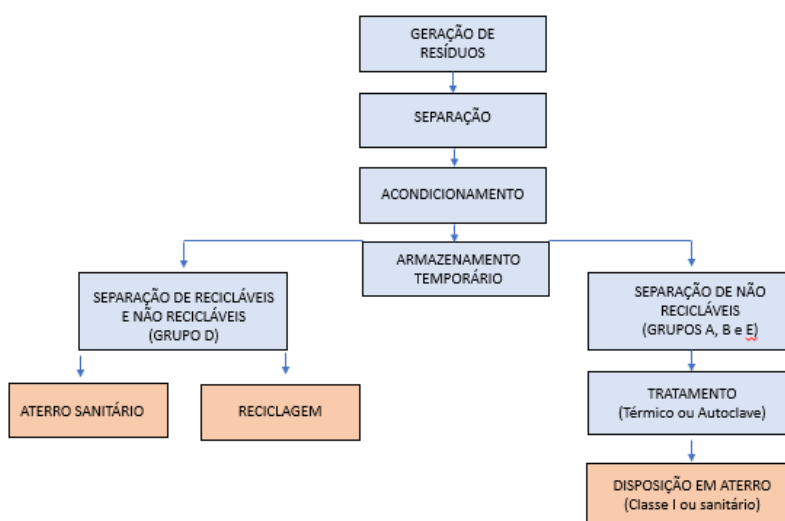 GERAÇÃO DE
RESÍDUOS
SEPARAÇÃO
ACONDICIONAMENTO
ARMAZENAMENTO
TEMPORÁRIO
SEPARAÇÃO DE RECICLÁVEIS
E NÃO RECICLÁVEIS
(GRUPO D)
SEPARAÇÃO DE NÃO
RECICLÁVEIS
(GRUPOS A, B e E)
ATERRO SANITÁRIO
RECICLAGEM
TRATAMENTO
(Térmico ou Autoclave)
DISPOSIÇÃO EM ATERRO
(Classe I ou sanitário)